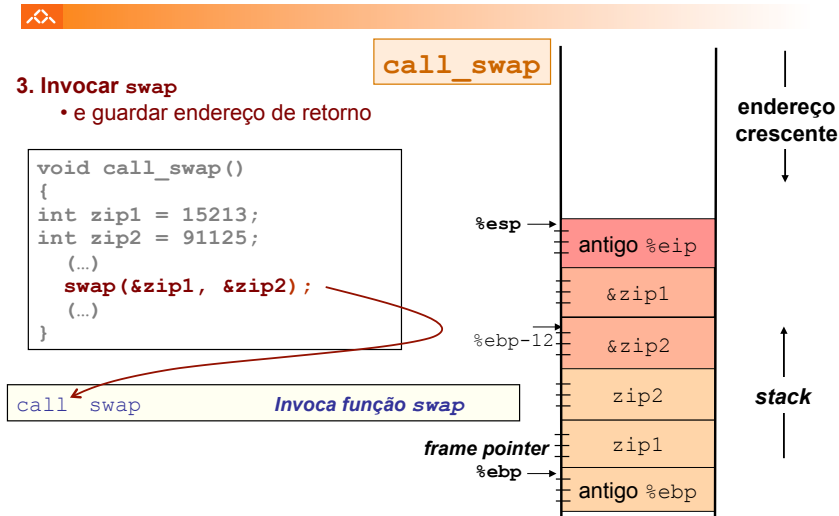 call_swap
3. Invocar swap
• e guardar endereço de retorno
void call_swap()
{
int zip1 = 15213;
int zip2 = 91125;
(…)
swap(&zip1, &zip2);
(…)
}
call swap Invoca função swap
endereço
crescente
%esp
antigo %eip
&zip1
%ebp-12
&zip2
zip2
stack
frame pointer
zip1
%ebp
antigo %ebp